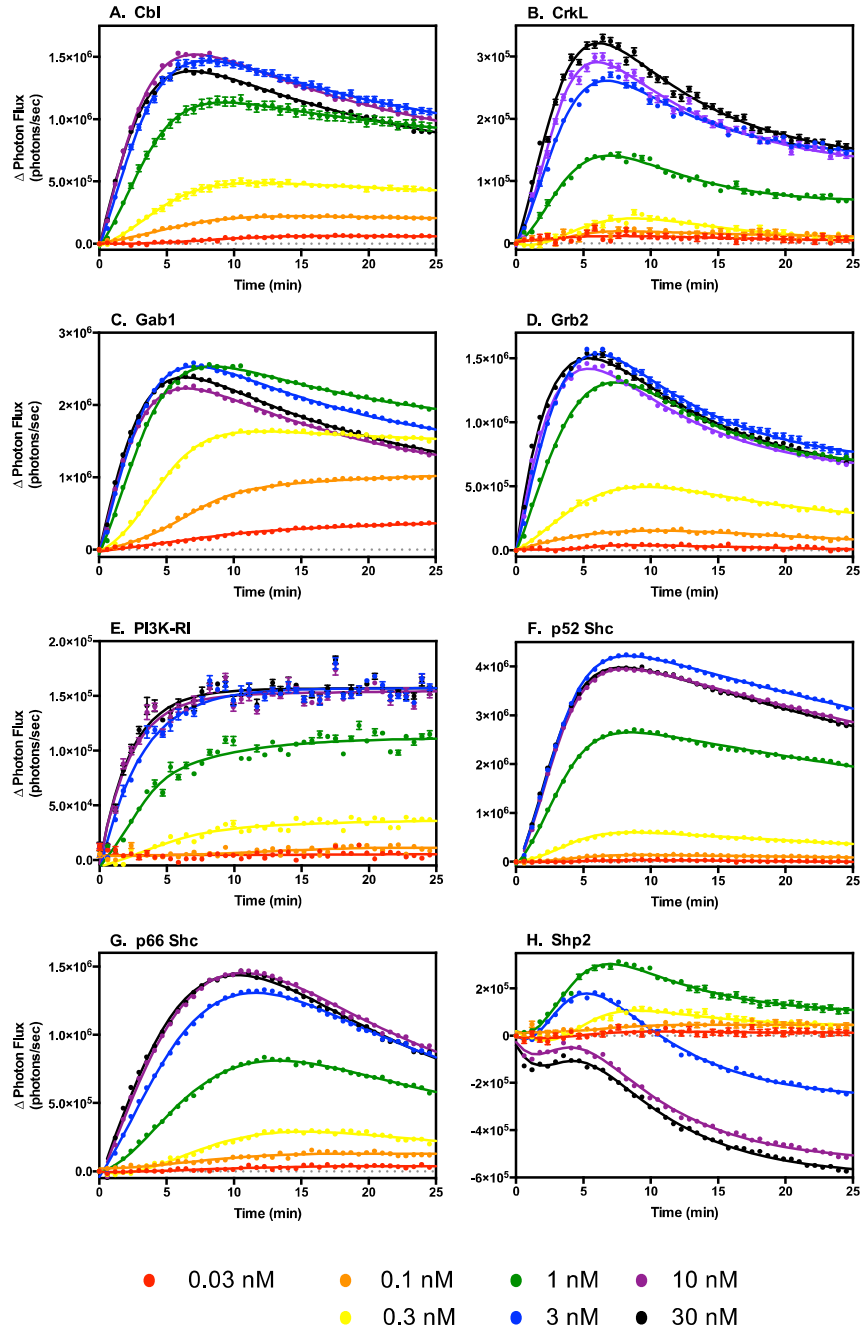 A. Cbl
Δ Photon Flux
(photons/sec)
1.5×10⁶
1.0×10⁶
5.0×10⁵
0.0
0 5 10 15 20 25
Time (min)
B. CrkL
3×10⁵
2×10⁵
1×10⁵
0
0 5 10 15 20 25
Time (min)
C. Gab1
Δ Photon Flux
(photons/sec)
3×10⁶
2×10⁶
1×10⁶
0
0 5 10 15 20 25
Time (min)
D. Grb2
1.5×10⁶
1.0×10⁶
5.0×10⁵
0.0
0 5 10 15 20 25
Time (min)
E. PI3K-RI
Δ Photon Flux
(photons/sec)
2.0×10⁵
1.5×10⁵
1.0×10⁵
5.0×10⁴
0.0
0 5 10 15 20 25
Time (min)
F. p52 Shc
4×10⁶
3×10⁶
2×10⁶
1×10⁶
0
0 5 10 15 20 25
Time (min)
G. p66 Shc
Δ Photon Flux
(photons/sec)
1.5×10⁶
1.0×10⁶
5.0×10⁵
0.0
0 5 10 15 20 25
Time (min)
H. Shp2
2×10⁵
0
-2×10⁵
-4×10⁵
-6×10⁵
0 5 10 15 20 25
Time (min)
0.03 nM 0.1 nM 1 nM 10 nM
0.3 nM 3 nM 30 nM